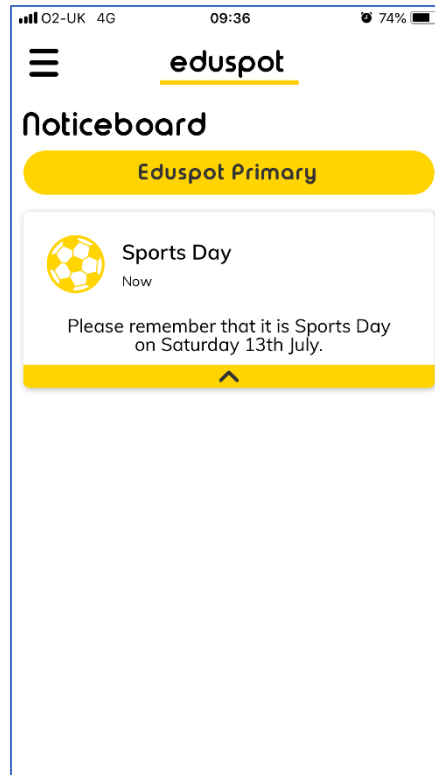 O2-UK 4G 09:36 74%
eduspot
Noticeboard
Eduspot Primary
Sports Day
Now
Please remember that it is Sports Day
on Saturday 13th July.